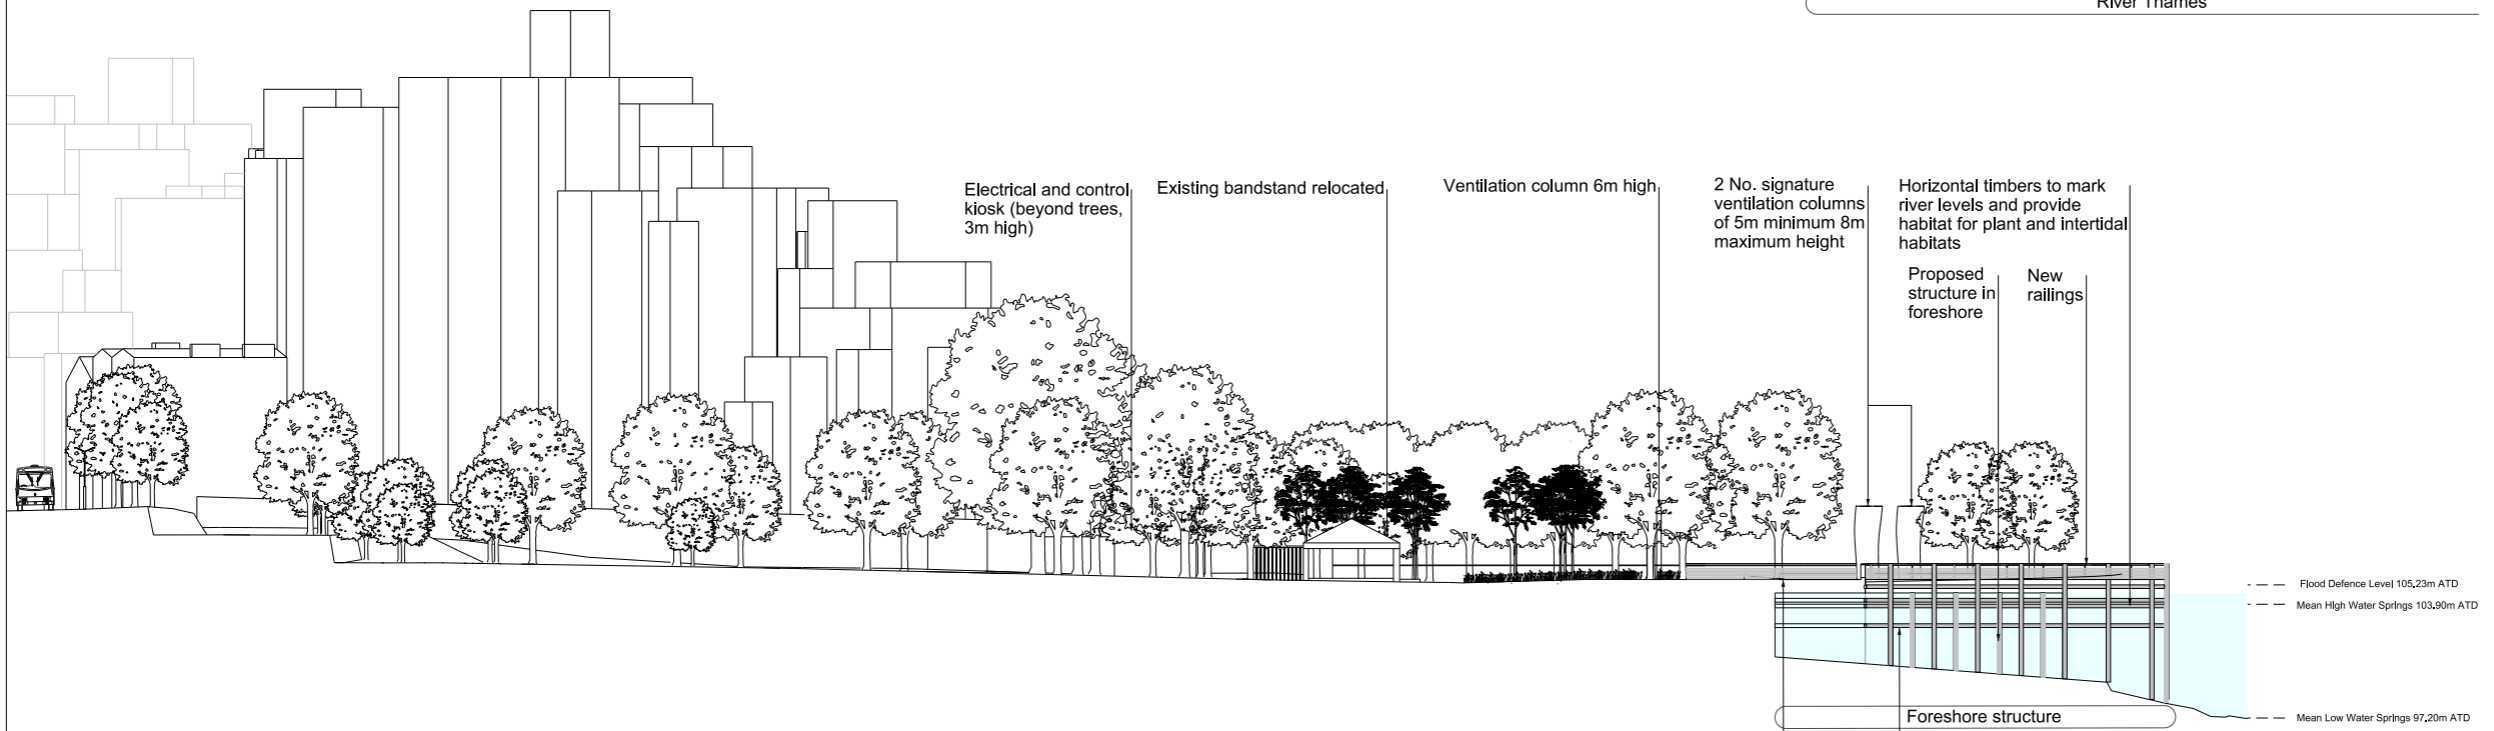 River Thames
Electrical and control
kiosk (beyond trees,
3m high)
Existing bandstand relocated
Ventilation column 6m high
2 No. signature
ventilation columns
of 5m minimum 8m
maximum height
Horizontal timbers to mark
river levels and provide
habitat for plant and intertidal
habitats
Proposed
structure in
foreshore
New
railings
Flood Defence Level 105.23m ATD
Mean High Water Springs 103.90m ATD
Foreshore structure
Mean Low Water Springs 97.20m ATD